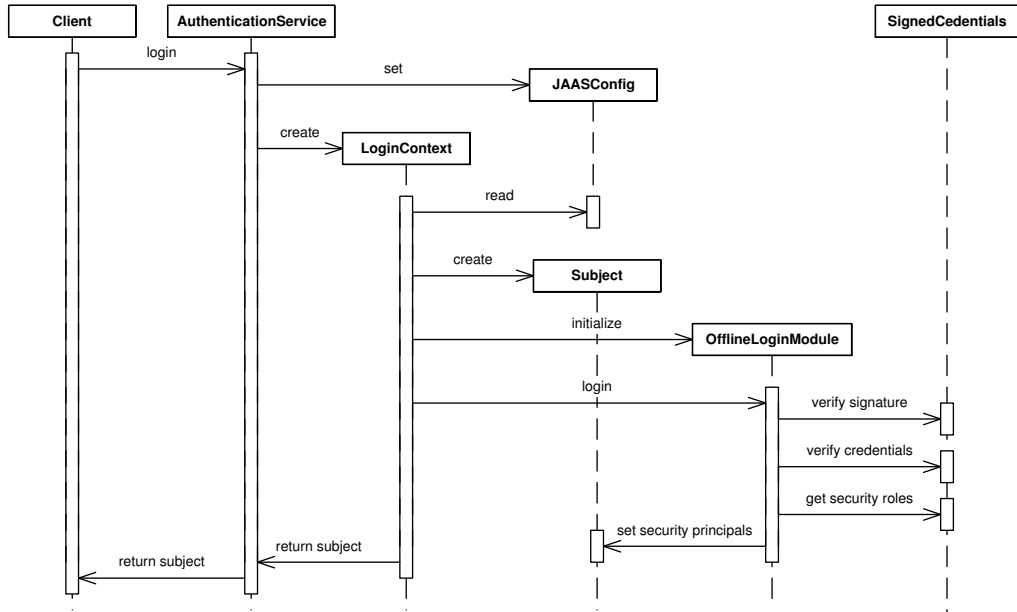 Client
AuthenticationService
SignedCedentials
login
set
JAASConfig
create
LoginContext
read
create
Subject
initialize
OfflineLoginModule
login
verify signature
verify credentials
get security roles
set security principals
return subject
return subject